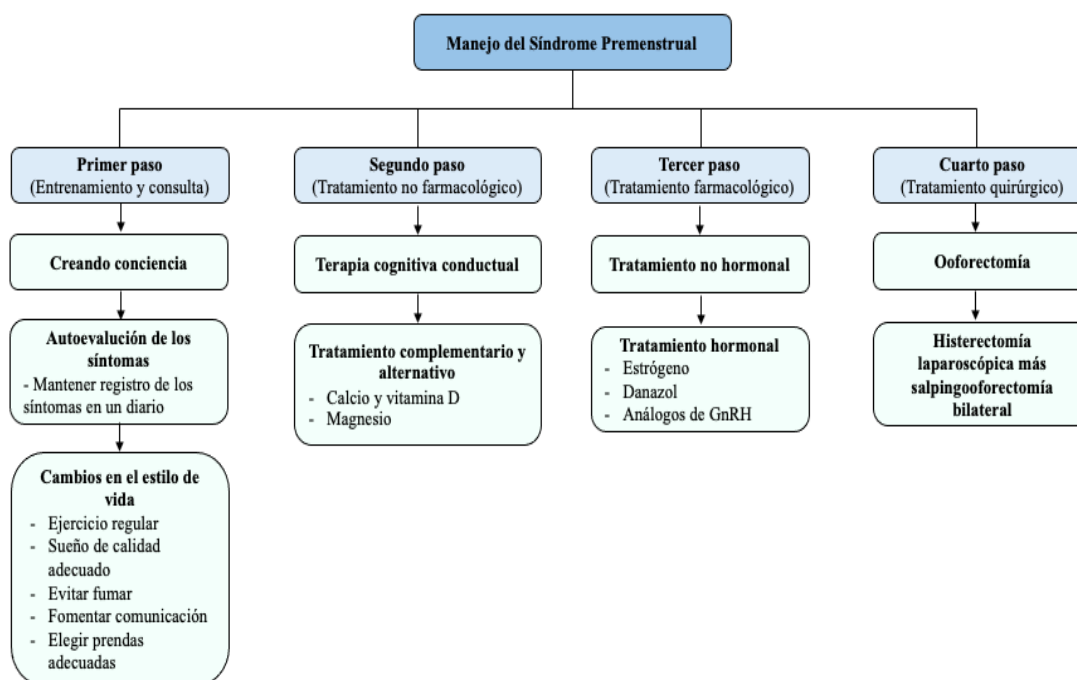 Manejo del Síndrome Premenstrual
Primer paso
(Entrenamiento y consulta)
Creando conciencia
Autoevalución de los
síntomas
- Mantener registro de los
síntomas en un diario
Cambios en el estilo de
vida
- Ejercicio regular
- Sueño de calidad
adecuado
- Evitar fumar
- Fomentar comunicación
- Elegir prendas
adecuadas
Segundo paso
(Tratamiento no farmacológico)
Terapia cognitiva conductual
Tratamiento complementario y
alternativo
- Calcio y vitamina D
- Magnesio
Tercer paso
(Tratamiento farmacológico)
Tratamiento no hormonal
Tratamiento hormonal
- Estrógeno
- Danazol
- Análogos de GnRH
Cuarto paso
(Tratamiento quirúrgico)
Ooforectomía
Histerectomía
laparoscópica más
salpingooforectomía
bilateral